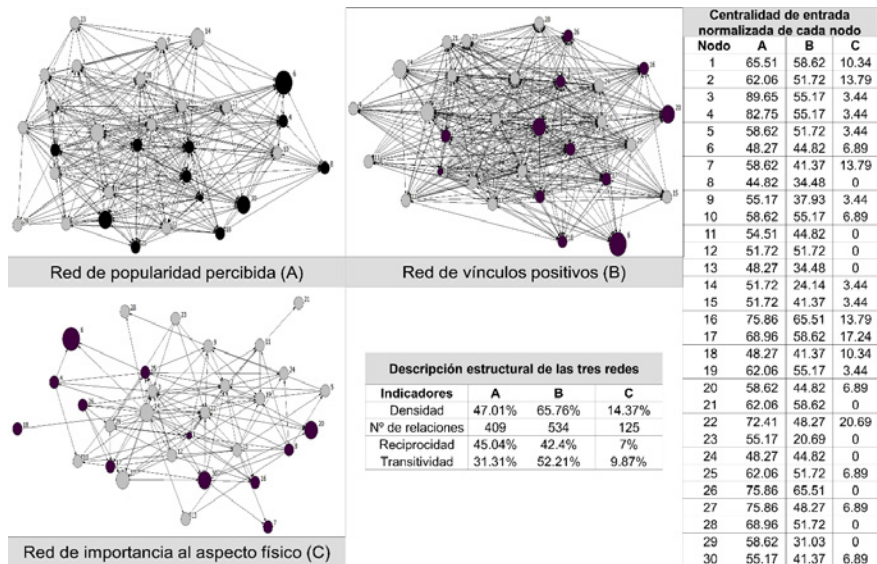 Red de popularidad percibida (A)
Red de vínculos positivos (B)
Red de importancia al aspecto físico (C)
Descripción estructural de las tres redes
Indicadores A B C
Densidad 47.01% 65.76% 14.37%
Nº de relaciones 409 534 125
Reciprocidad 45.04% 42.4% 7%
Transitividad 31.31% 52.21% 9.87%
Centralidad de entrada
normalizada de cada nodo
Nodo A B C
1 65.51 58.62 10.34
2 62.06 51.72 13.79
3 89.65 55.17 3.44
4 82.75 55.17 3.44
5 58.62 51.72 3.44
6 48.27 44.82 6.89
7 58.62 41.37 13.79
8 44.82 34.48 0
9 55.17 37.93 3.44
10 58.62 55.17 6.89
11 54.51 44.82 0
12 51.72 51.72 0
13 48.27 34.48 0
14 51.72 24.14 3.44
15 51.72 41.37 3.44
16 75.86 65.51 13.79
17 68.96 58.62 17.24
18 48.27 41.37 10.34
19 62.06 55.17 3.44
20 58.62 44.82 6.89
21 62.06 58.62 0
22 72.41 48.27 20.69
23 55.17 20.69 0
24 48.27 44.82 0
25 62.06 51.72 6.89
26 75.86 65.51 0
27 75.86 48.27 6.89
28 68.96 51.72 0
29 58.62 31.03 0
30 55.17 41.37 6.89